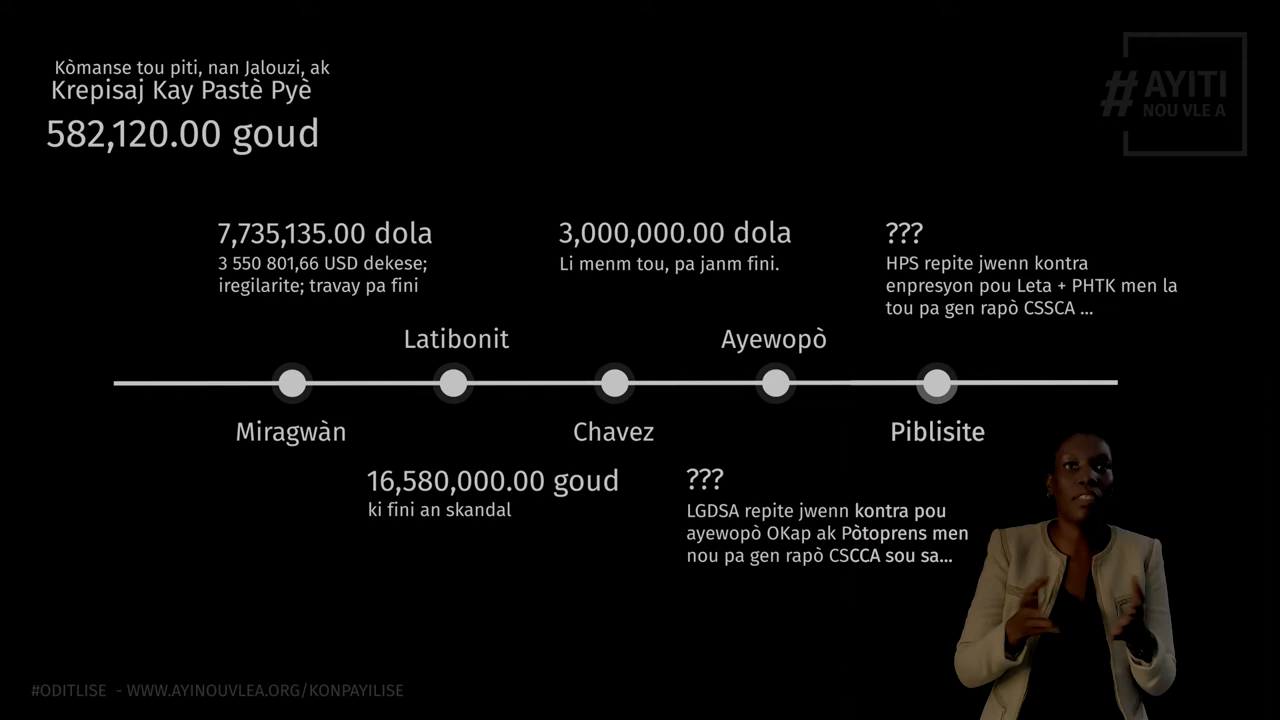 Kòmanse tou piti, nan Jalouzi, ak
Krepisaj Kay Pastè Pyè
582,120.00 goud
# AYITI
NOU VLE A
7,735,135.00 dola
3 550 801,66 USD dekese;
iregilarite; travay pa fini
3,000,000.00 dola
Li menm tou, pa janm fini.
???
HPS repite jwenn kontra
enpresyon pou Leta + PHTK men la
tou pa gen rapò CSSCA ...
Latibonit
Ayewopò
Miragwàn
Chavez
Piblisite
16,580,000.00 goud
ki fini an skandal
???
LGDSA repite jwenn kontra pou
ayewopò OKap ak Pòtoprens men
nou pa gen rapò CSCCA sou sa...
#ODITLISE - WWW.AYINOUVLEA.ORG/KONPAYILISE